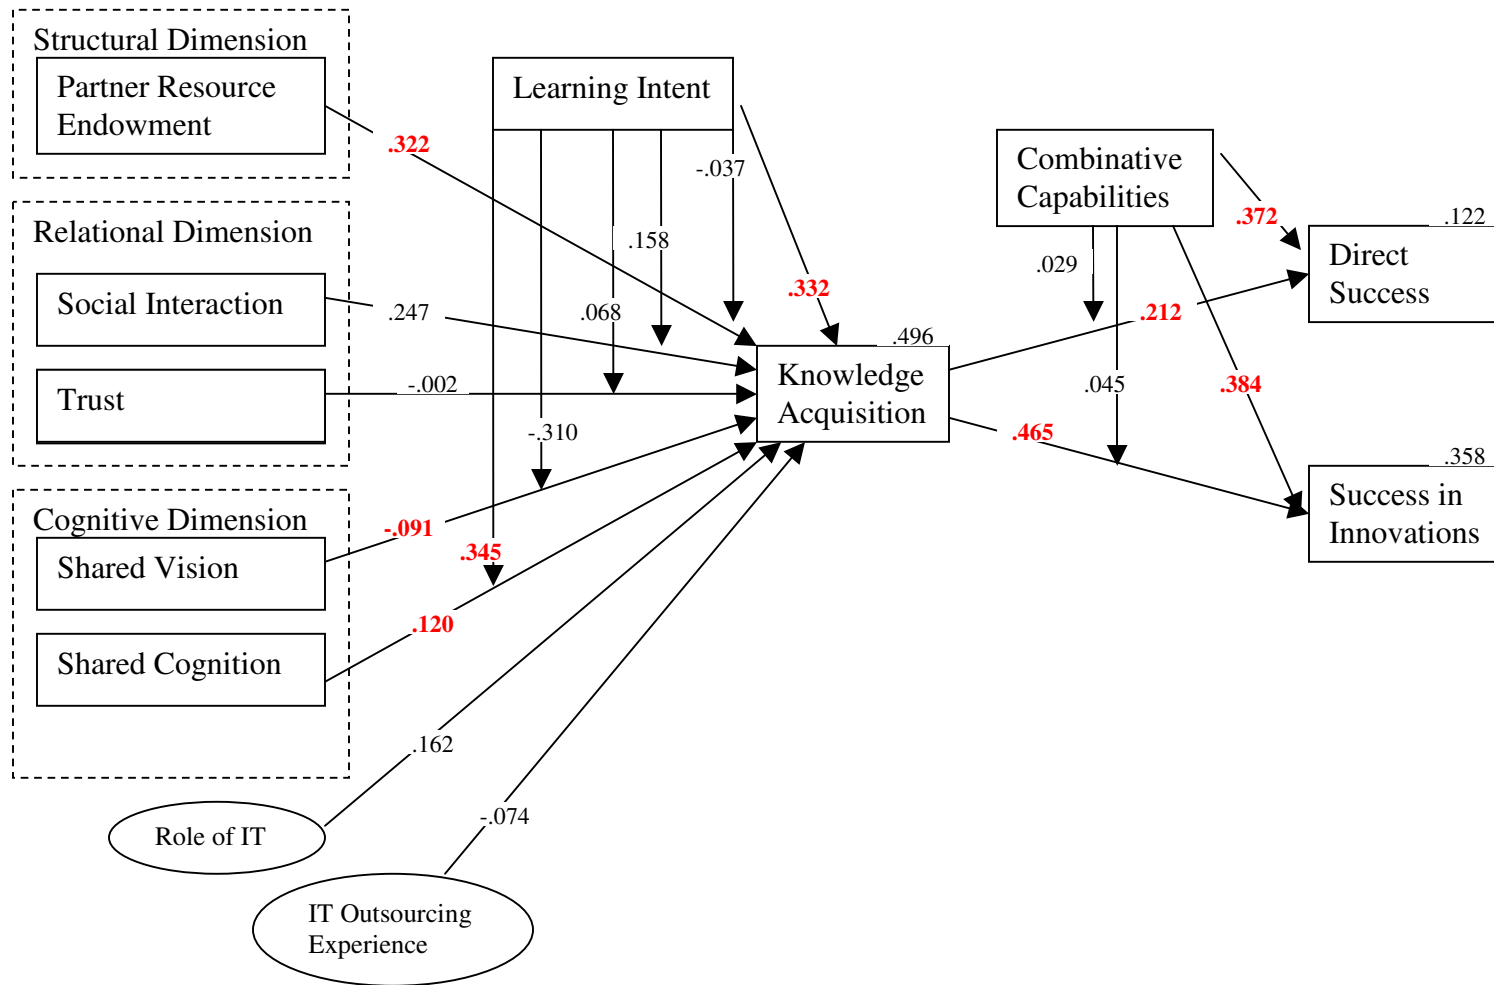 Structural Dimension
Partner Resource
Endowment
.322
Relational Dimension
Social Interaction
.247
Trust
-.002
Cognitive Dimension
Shared Vision
-.091
Shared Cognition
.120
Role of IT
.162
IT Outsourcing
Experience
-.074
Learning Intent
-.037
.158
.068
-.310
.345
.332
.496
Knowledge
Acquisition
Combinative
Capabilities
.029
.045
.372
.384
.212
.465
.122
Direct
Success
.358
Success in
Innovations